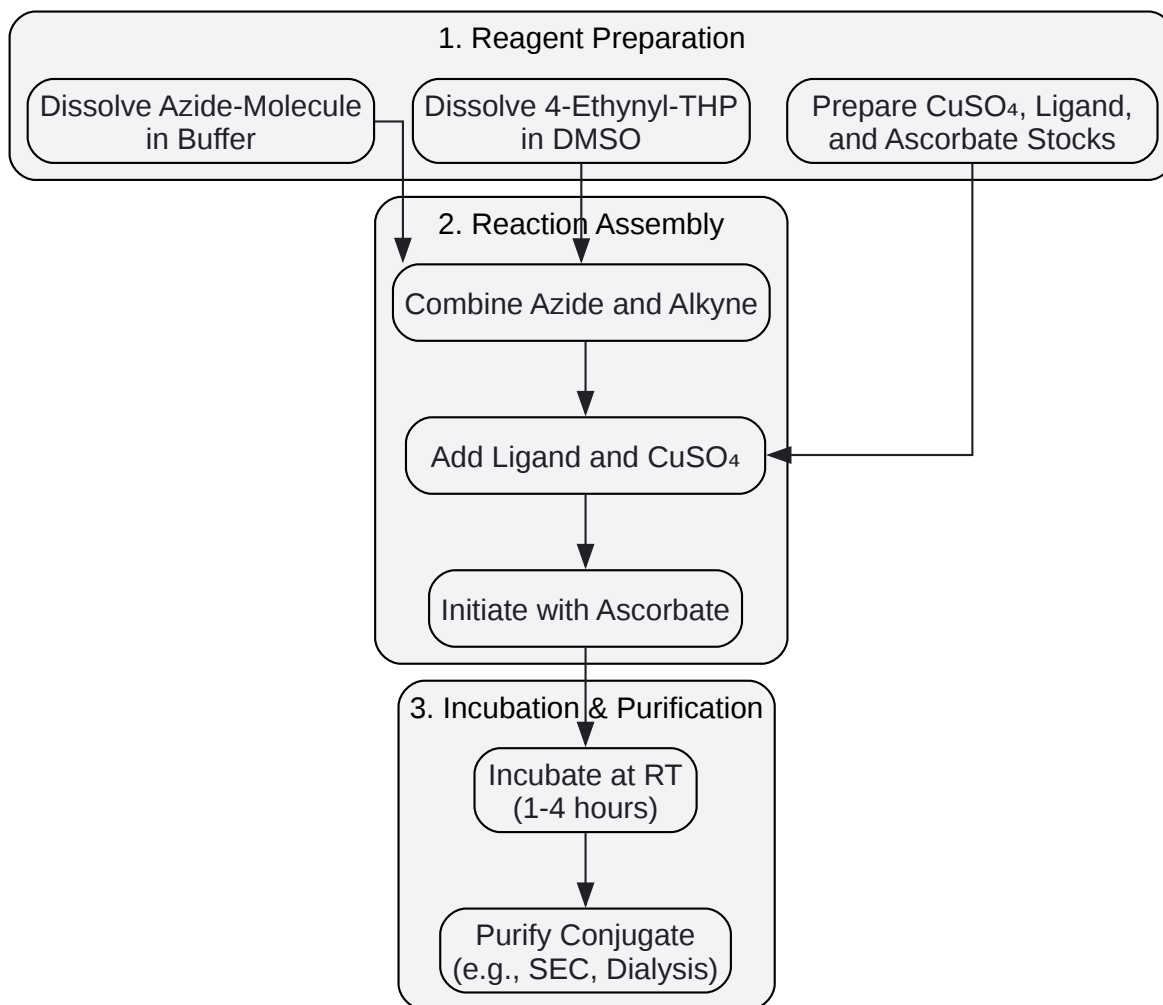 1. Reagent Preparation
Dissolve Azide-Molecule
in Buffer
Dissolve 4-Ethynyl-THP
in DMSO
Prepare CuSO₄, Ligand,
and Ascorbate Stocks
2. Reaction Assembly
Combine Azide and Alkyne
Add Ligand and CuSO₄
Initiate with Ascorbate
3. Incubation & Purification
Incubate at RT
(1-4 hours)
Purify Conjugate
(e.g., SEC, Dialysis)